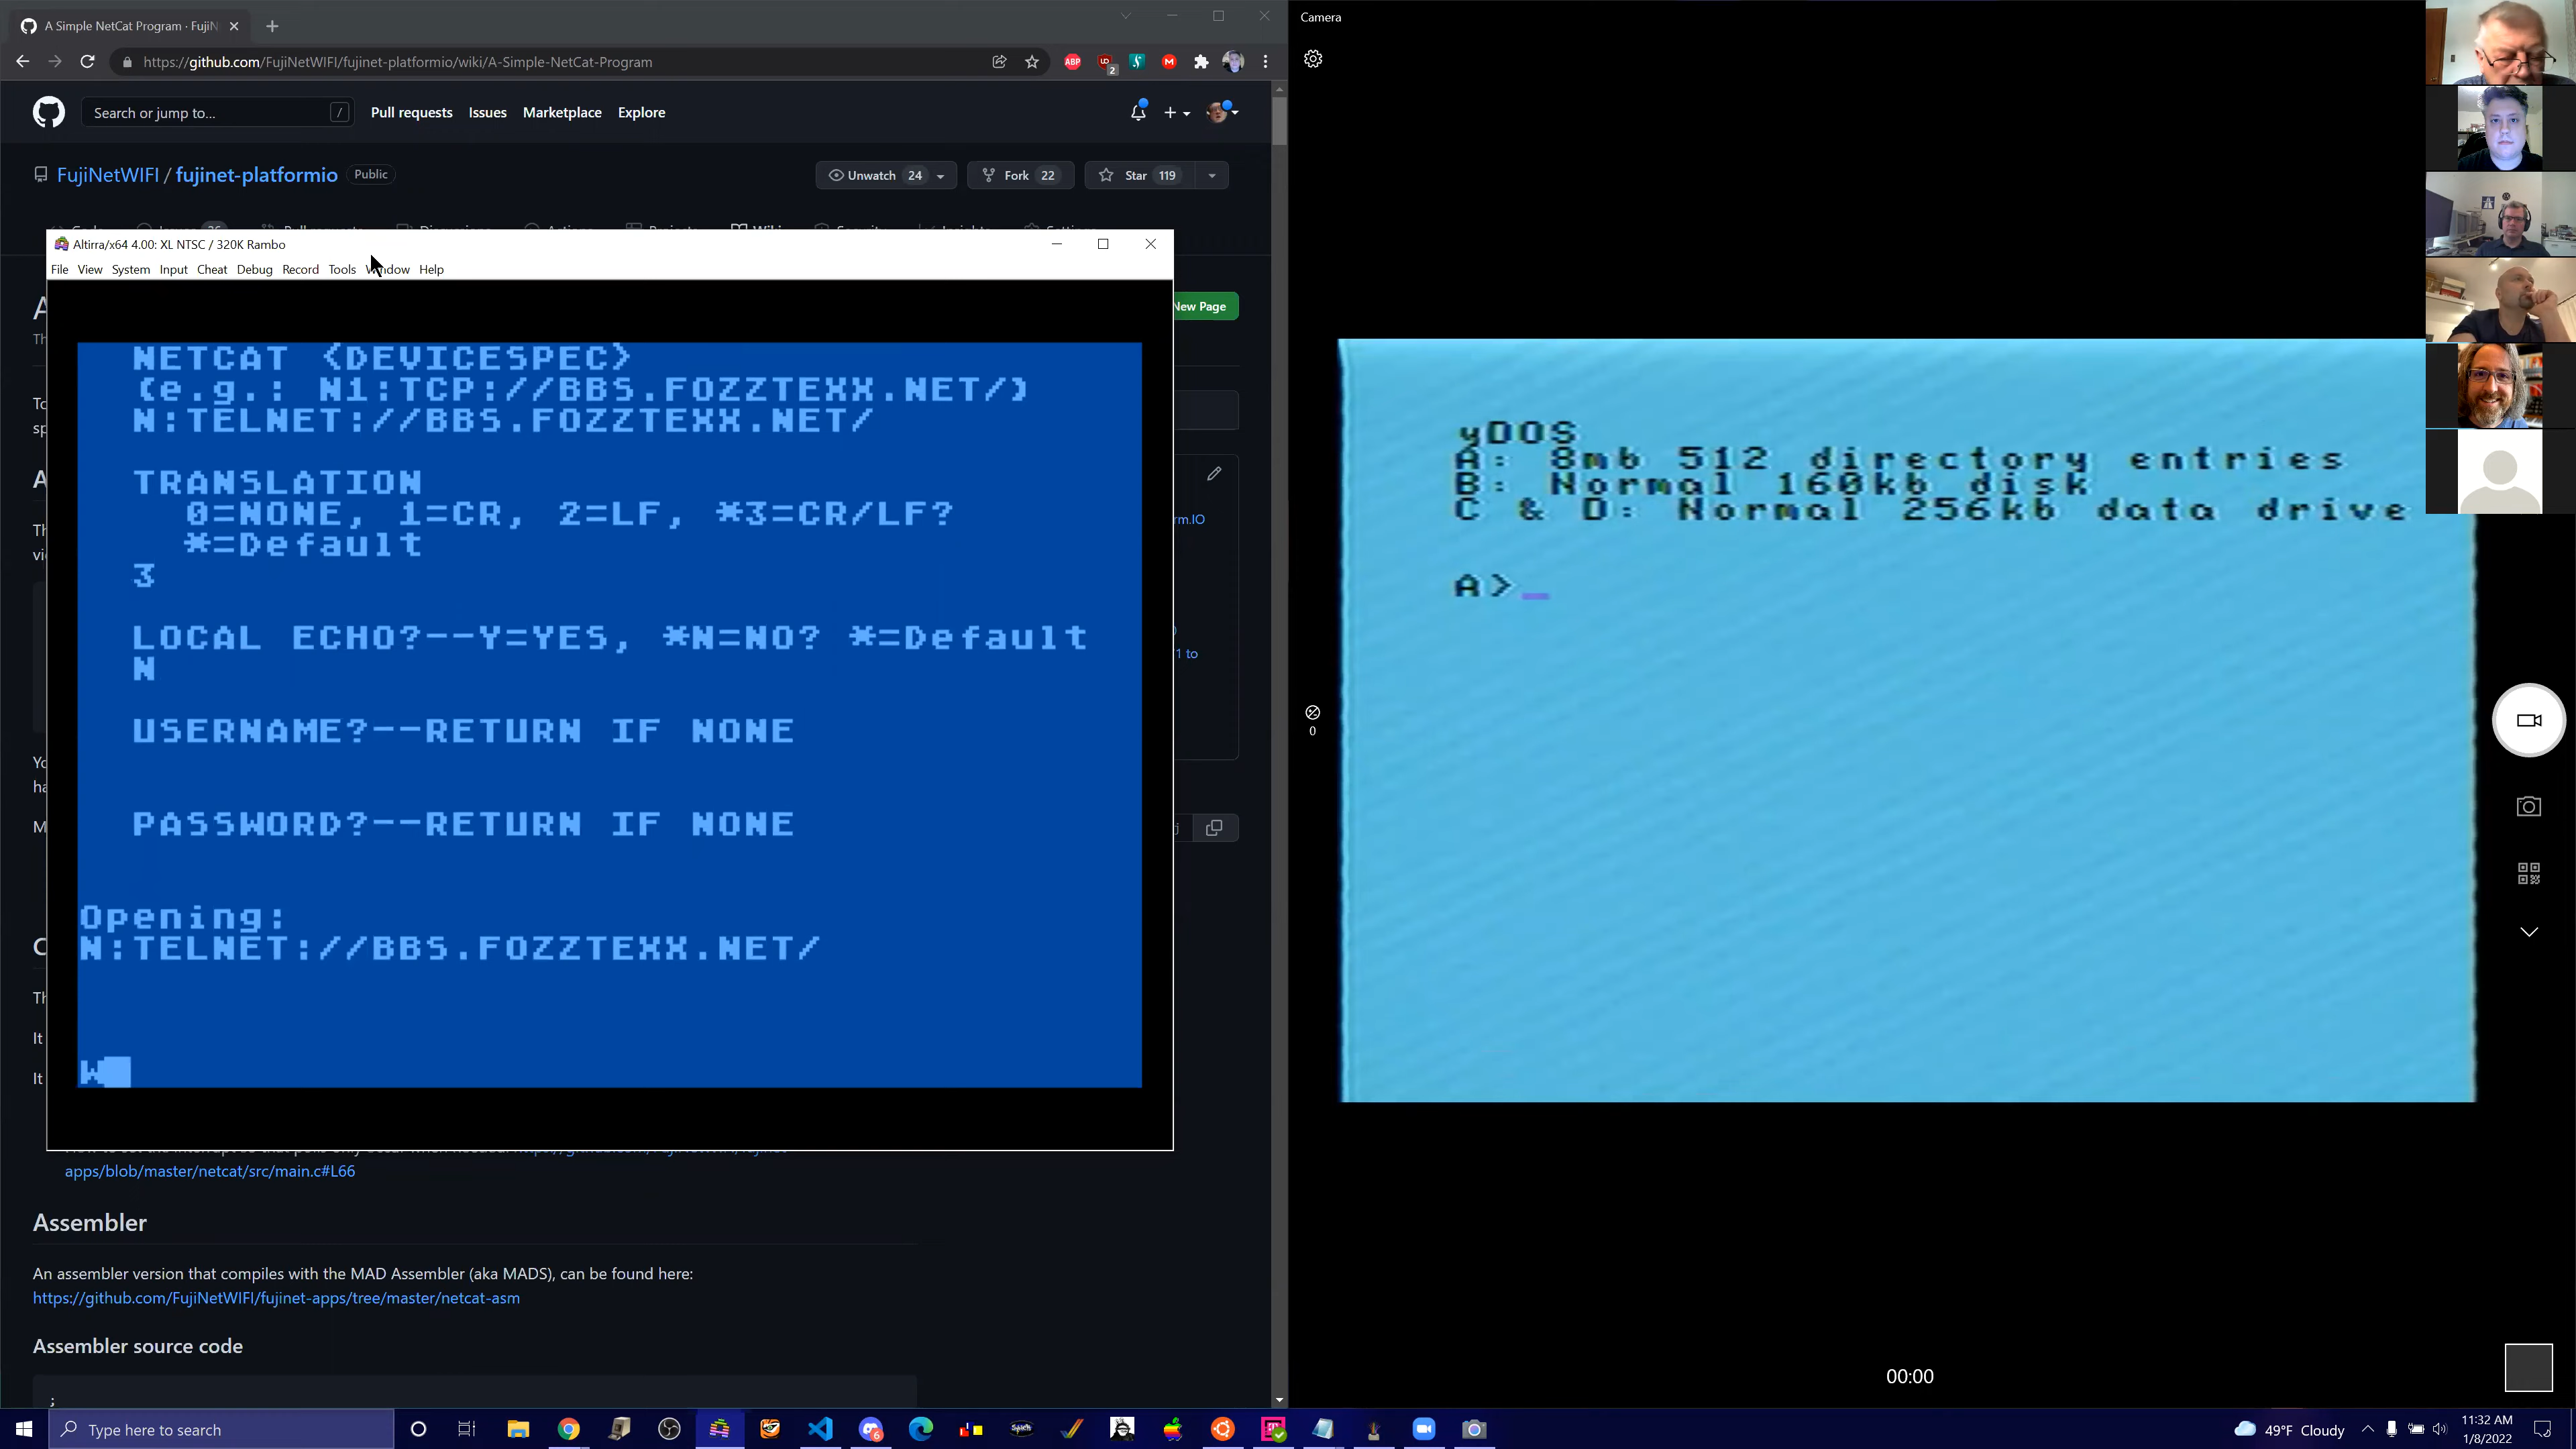 A Simple NetCat Program · FujiN
https://github.com/FujiNetWIFI/fujinet-platformio/wiki/A-Simple-NetCat-Program
ABP
2
Search or jump to...
/
Pull requests
Issues
Marketplace
Explore
FujiNetWIFI / fujinet-platformio
Public
Unwatch 24
Fork 22
Star 119
Altirra/x64 4.00: XL NTSC / 320K Rambo
File View System Input Cheat Debug Record Tools Window Help
New Page
NETCAT {DEVICESPEC}
(e.g.: N1:TCP://BBS.FOZZTEXX.NET/)
N:TELNET://BBS.FOZZTEXX.NET/
TRANSLATION
0=NONE, 1=CR, 2=LF, *3=CR/LF?
*=Default
3
LOCAL ECHO?--Y=YES, *N=NO? *=Default
N
USERNAME?--RETURN IF NONE
PASSWORD?--RETURN IF NONE
Opening:
N:TELNET://BBS.FOZZTEXX.NET/
W
rm.IO
1 to
apps/blob/master/netcat/src/main.c#L66
Assembler
An assembler version that compiles with the MAD Assembler (aka MADS), can be found here:
https://github.com/FujiNetWIFI/fujinet-apps/tree/master/netcat-asm
Assembler source code
;
Camera
yDOS
A: 8mb 512 directory entries
B: Normal 160kb disk
C & D: Normal 256kb data drive
A>_
0
00:00
Type here to search
49°F Cloudy
11:32 AM
1/8/2022